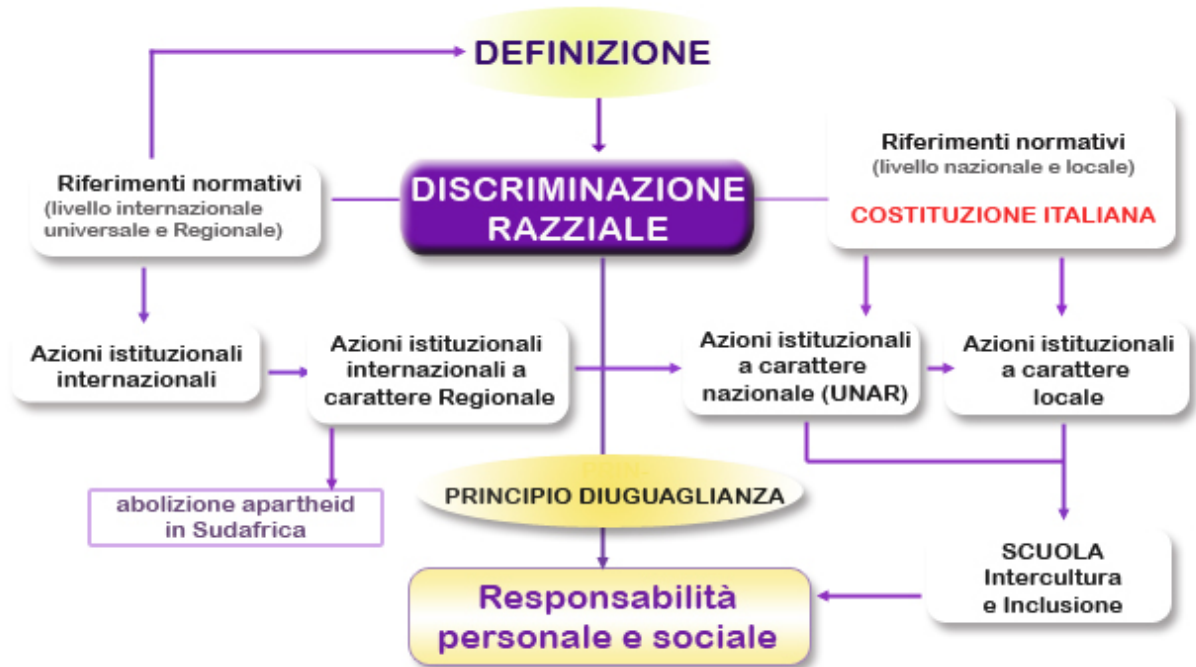 DEFINIZIONE
Riferimenti normativi
(livello internazionale
universale e Regionale)
DISCRIMINAZIONE
RAZZIALE
Riferimenti normativi
(livello nazionale e locale)
COSTITUZIONE ITALIANA
Azioni istituzionali
internazionali
Azioni istituzionali
internazionali a
carattere Regionale
Azioni istituzionali
a carattere
nazionale (UNAR)
Azioni istituzionali
a carattere
locale
abolizione apartheid
in Sudafrica
PRINCIPIO DIUGUAGLIANZA
SCUOLA
Intercultura
e Inclusione
Responsabilità
personale e sociale